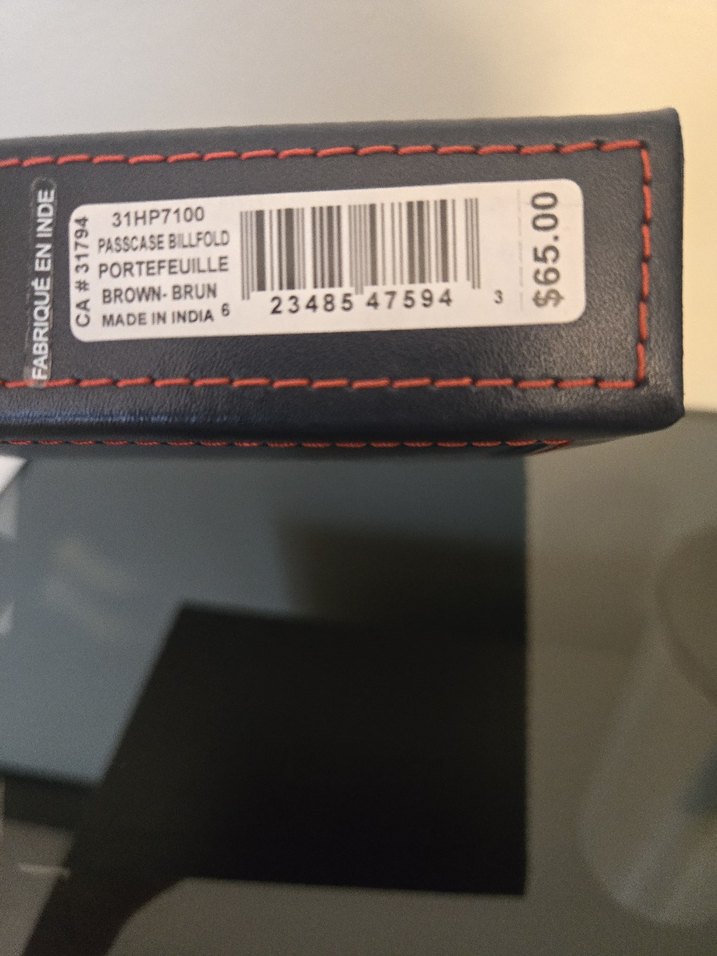 FABRIQUÉ EN INDE
CA # 31794
31HP7100
PASSCASE BILLFOLD
PORTEFEUILLE
BROWN- BRUN
MADE IN INDIA
6 23485 47594 3
$65.00